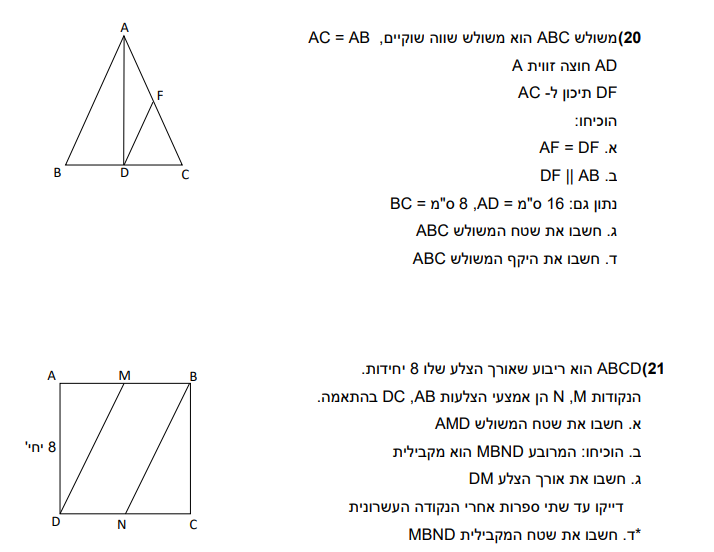 20)משולש ABC הוא משולש שווה שוקיים, AC = AB
AD חוצה זווית A
DF תיכון ל- AC
הוכיחו:
א. AF = DF
ב. DF || AB
נתון גם: 16 ס"מ = AD, 8 ס"מ = BC
ג. חשבו את שטח המשולש ABC
ד. חשבו את היקף המשולש ABC
A
F
B D C
21)ABCD הוא ריבוע שאורך הצלע שלו 8 יחידות.
הנקודות M, N הן אמצעי הצלעות AB, DC בהתאמה.
א. חשבו את שטח המשולש AMD
ב. הוכיחו: המרובע MBND הוא מקבילית
ג. חשבו את אורך הצלע DM
דייקו עד שתי ספרות אחרי הנקודה העשרונית
*ד. חשבו את שטח המקבילית MBND
A M B
8 יחי'
D N C